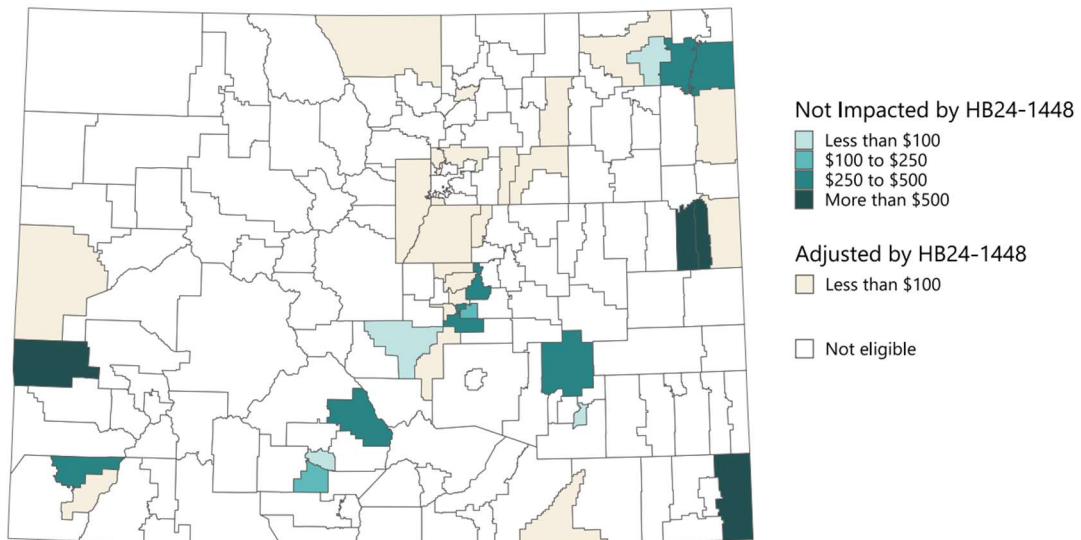 Not Impacted by HB24-1448
Less than $100
$100 to $250
$250 to $500
More than $500
Adjusted by HB24-1448
Less than $100
Not eligible